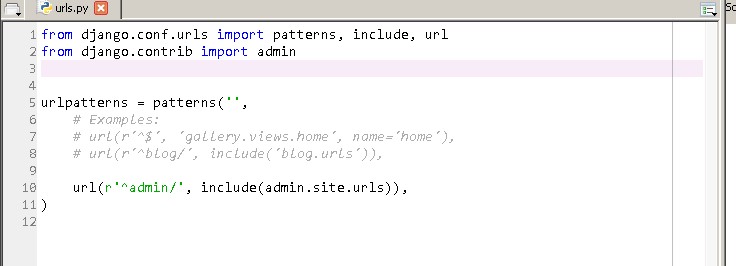 urls.py
So
1 from django.conf.urls import patterns, include, url
2 from django.contrib import admin
3
4
5 urlpatterns = patterns('',
6     # Examples:
7     # url(r'^$', 'gallery.views.home', name='home'),
8     # url(r'^blog/', include('blog.urls')),
9
10     url(r'^admin/', include(admin.site.urls)),
11 )
12